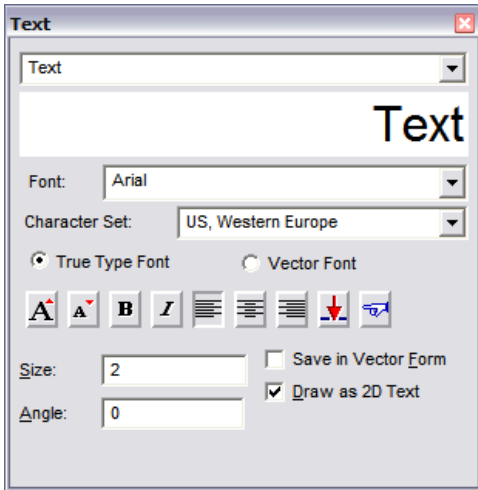 Text
Text
Text
Font: Arial
Character Set: US, Western Europe
True Type Font Vector Font
A A B I
Size: 2 Save in Vector Form
Draw as 2D Text
Angle: 0